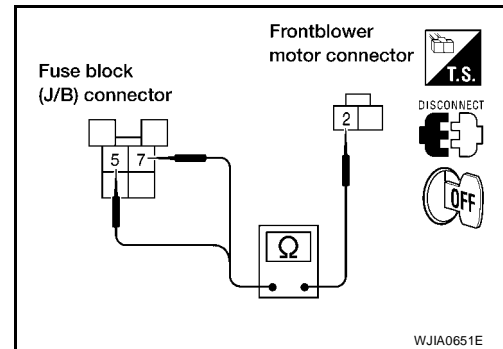 Fuse block
(J/B) connector
5 7
Frontblower
motor connector
2
T.S.
DISCONNECT
OFF
Ω
WJIA0651E